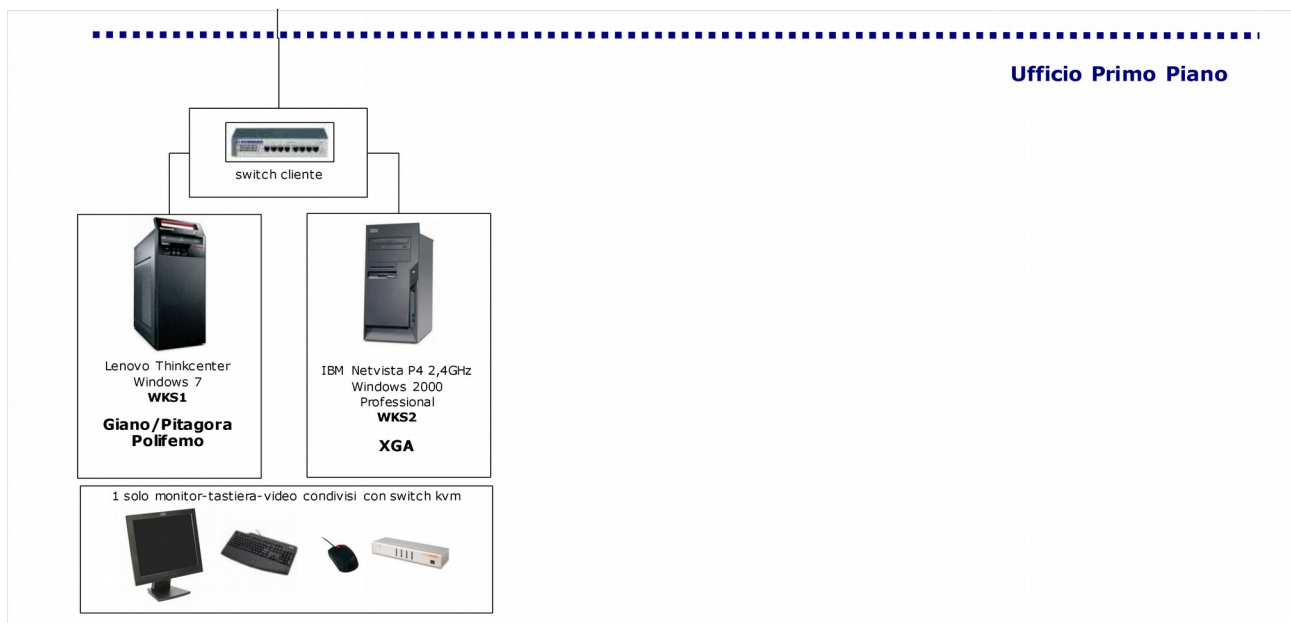 Ufficio Primo Piano
switch cliente
Lenovo Thinkcenter
Windows 7
WKS1
Giano/Pitagora
Polifemo
IBM Netvista P4 2,4GHz
Windows 2000
Professional
WKS2
XGA
1 solo monitor-tastiera-video condivisi con switch kvm